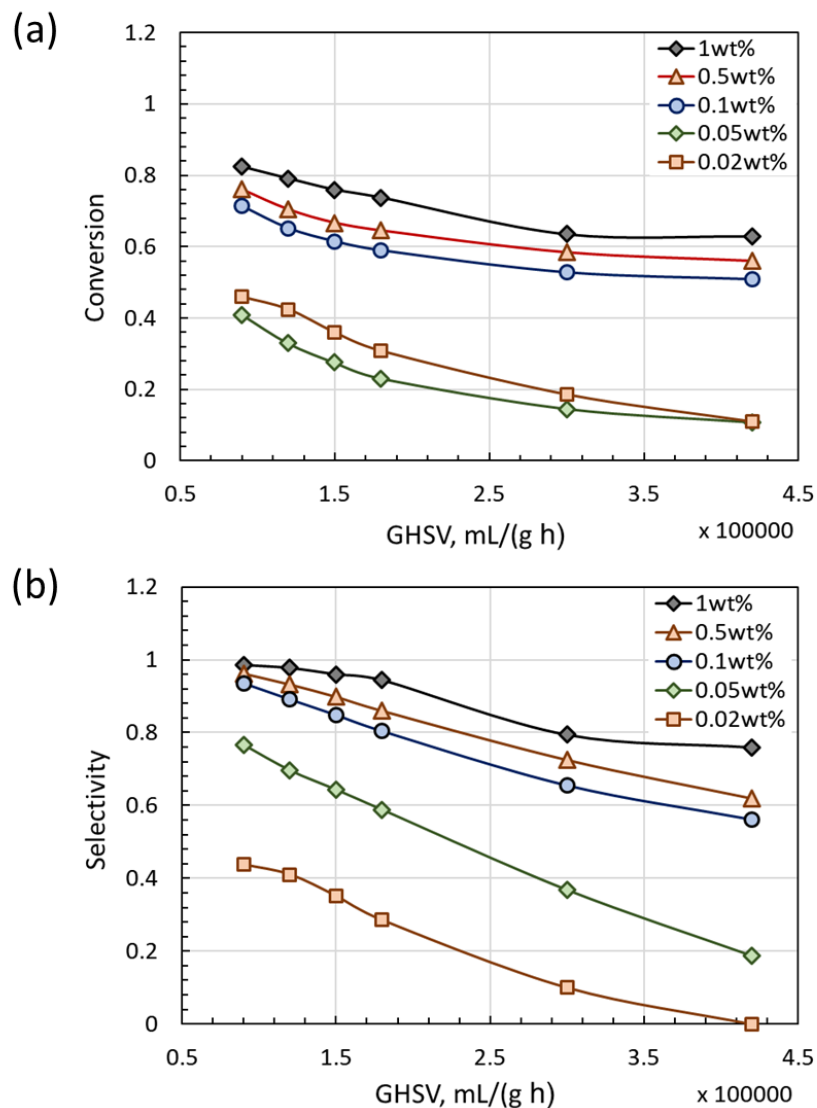 (a)
1.2
1
0.8
0.6
0.4
0.2
0
Conversion
1wt%
0.5wt%
0.1wt%
0.05wt%
0.02wt%
0.5 1.5 2.5 3.5 4.5
GHSV, mL/(g h) x 100000
(b)
1.2
1
0.8
0.6
0.4
0.2
0
Selectivity
1wt%
0.5wt%
0.1wt%
0.05wt%
0.02wt%
0.5 1.5 2.5 3.5 4.5
GHSV, mL/(g h) x 100000